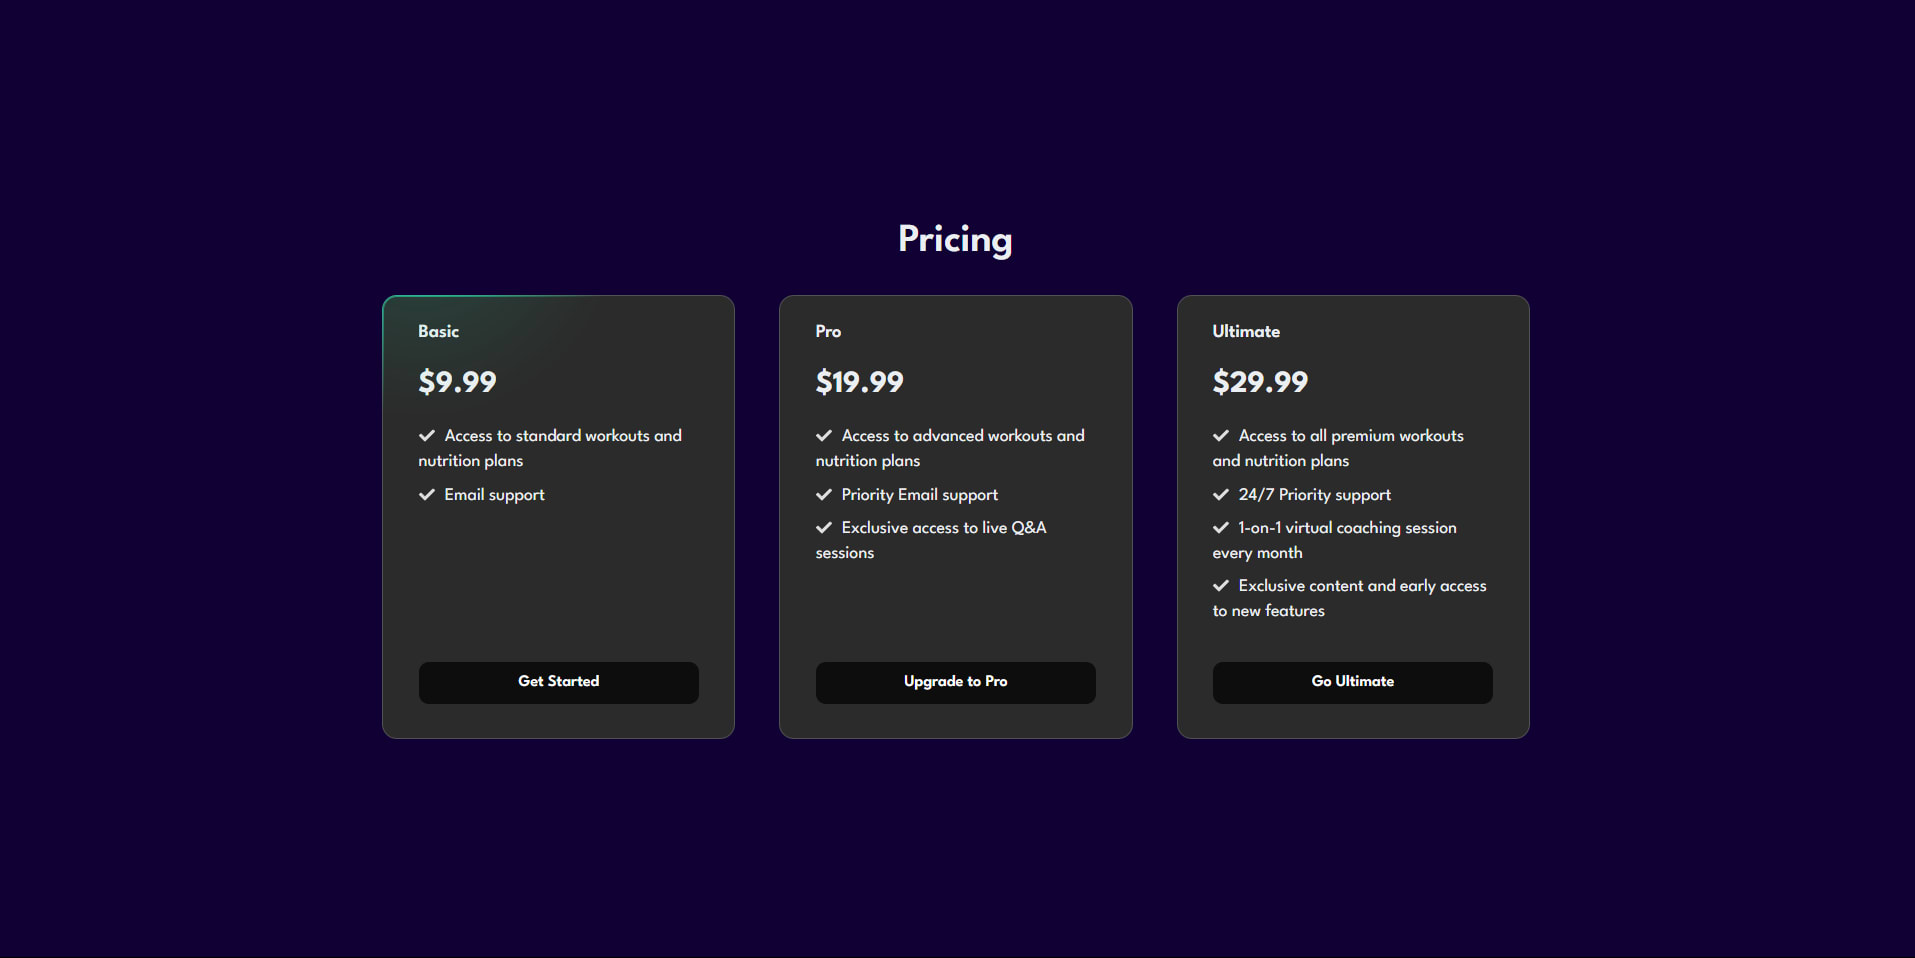 Pricing
Basic
$9.99
Access to standard workouts and
nutrition plans
Email support
Get Started
Pro
$19.99
Access to advanced workouts and
nutrition plans
Priority Email support
Exclusive access to live Q&A
sessions
Upgrade to Pro
Ultimate
$29.99
Access to all premium workouts
and nutrition plans
24/7 Priority support
1-on-1 virtual coaching session
every month
Exclusive content and early access
to new features
Go Ultimate